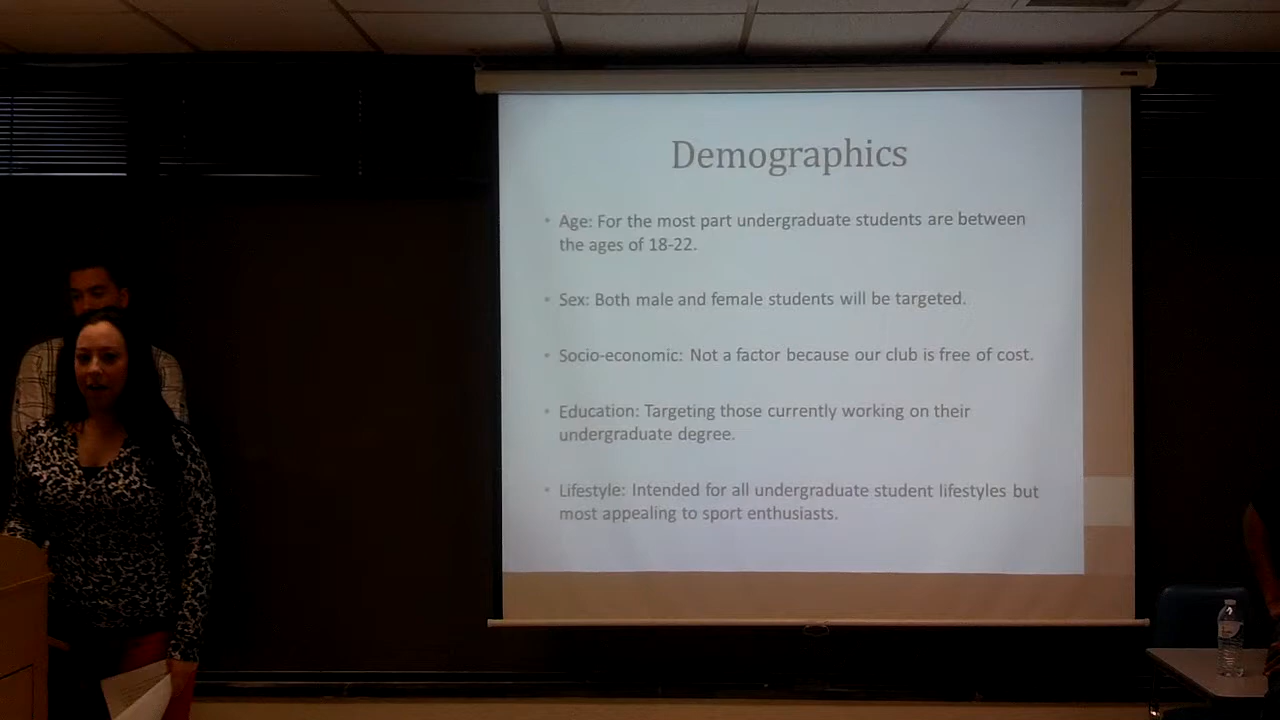 Demographics
• Age: For the most part undergraduate students are between
the ages of 18-22.
• Sex: Both male and female students will be targeted.
• Socio-economic: Not a factor because our club is free of cost.
• Education: Targeting those currently working on their
undergraduate degree.
• Lifestyle: Intended for all undergraduate student lifestyles but
most appealing to sport enthusiasts.